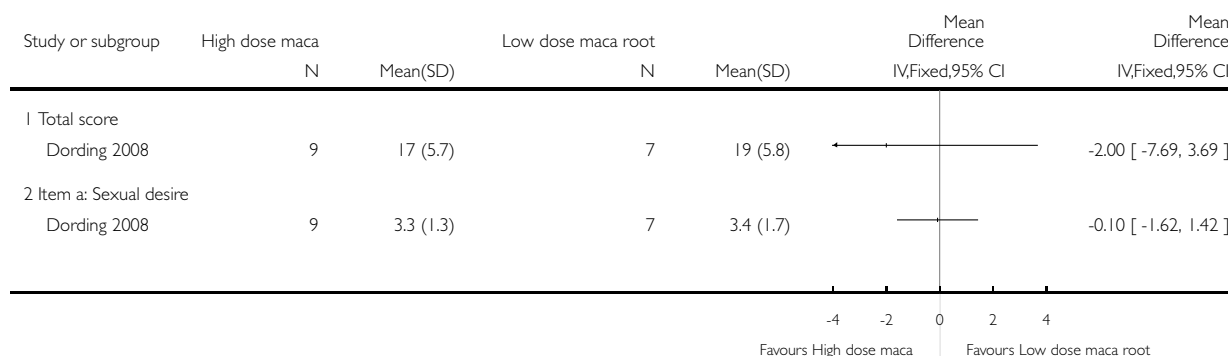 Study or subgroup High dose maca Low dose maca root Mean Difference Mean Difference
N Mean(SD) N Mean(SD) IV,Fixed,95% CI IV,Fixed,95% CI
1 Total score
Dording 2008 9 17 (5.7) 7 19 (5.8) -2.00 [ -7.69, 3.69 ]
2 Item a: Sexual desire
Dording 2008 9 3.3 (1.3) 7 3.4 (1.7) -0.10 [ -1.62, 1.42 ]
-4 -2 0 2 4
Favours High dose maca Favours Low dose maca root